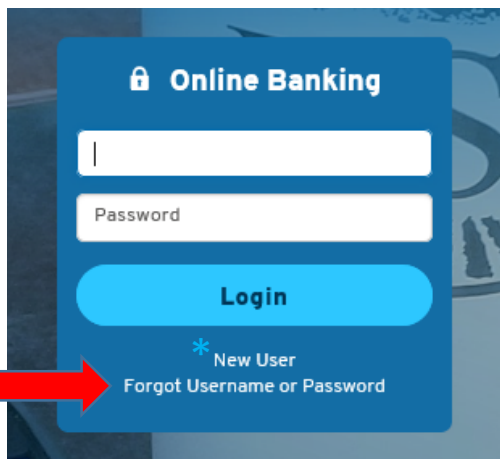 Online Banking
Password
Login
* New User
Forgot Username or Password